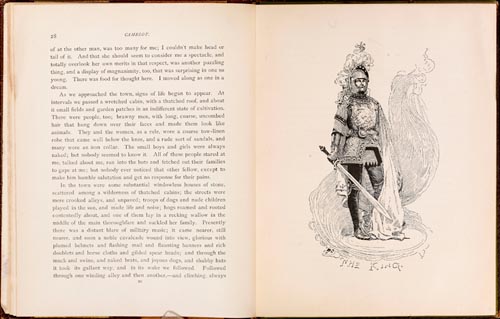 28
CAMELOT.
of at the other man, was too many for me; I couldn't make head or
tail of it. And that she should seem to consider me a spectacle, and
totally overlook her own merits in that respect, was another puzzling
thing, and a display of magnanimity, too, that was surprising in one so
young. There was food for thought here. I moved along as one in a
dream.
As we approached the town, signs of life began to appear. At
intervals we passed a wretched cabin, with a thatched roof, and about
it small fields and garden patches in an indifferent state of cultivation.
There were people, too; brawny men, with long, coarse, uncombed
hair that hung down over their faces and made them look like
animals. They and the women, as a rule, wore a coarse tow-linen
robe that came well below the knee, and a rude sort of sandals, and
many wore an iron collar. The small boys and girls were always
naked; but nobody seemed to know it. All of these people stared at
me, talked about me, ran into the huts and fetched out their families
to gape at me; but nobody ever noticed that other fellow, except to
make him humble salutation and get no response for their pains.
In the town were some substantial windowless houses of stone,
scattered among a wilderness of thatched cabins; the streets were
mere crooked alleys, and unpaved; troops of dogs and nude children
played in the sun, and made life and noise; hogs roamed and rooted
contentedly about, and one of them lay in a reeking wallow in the
middle of the main thoroughfare and suckled her family. Presently
there was a distant blare of military music; it came nearer, still
nearer, and soon a noble cavalcade wound into view, glorious with
plumed helmets and flashing mail and flaunting banners and rich
doublets and horse cloths and gilded spear heads; and through the
muck and swine, and naked brats, and joyous dogs, and shabby huts
it took its gallant way, and in its wake we followed. Followed
through one winding alley and then another,—and climbing, always
THE KING.